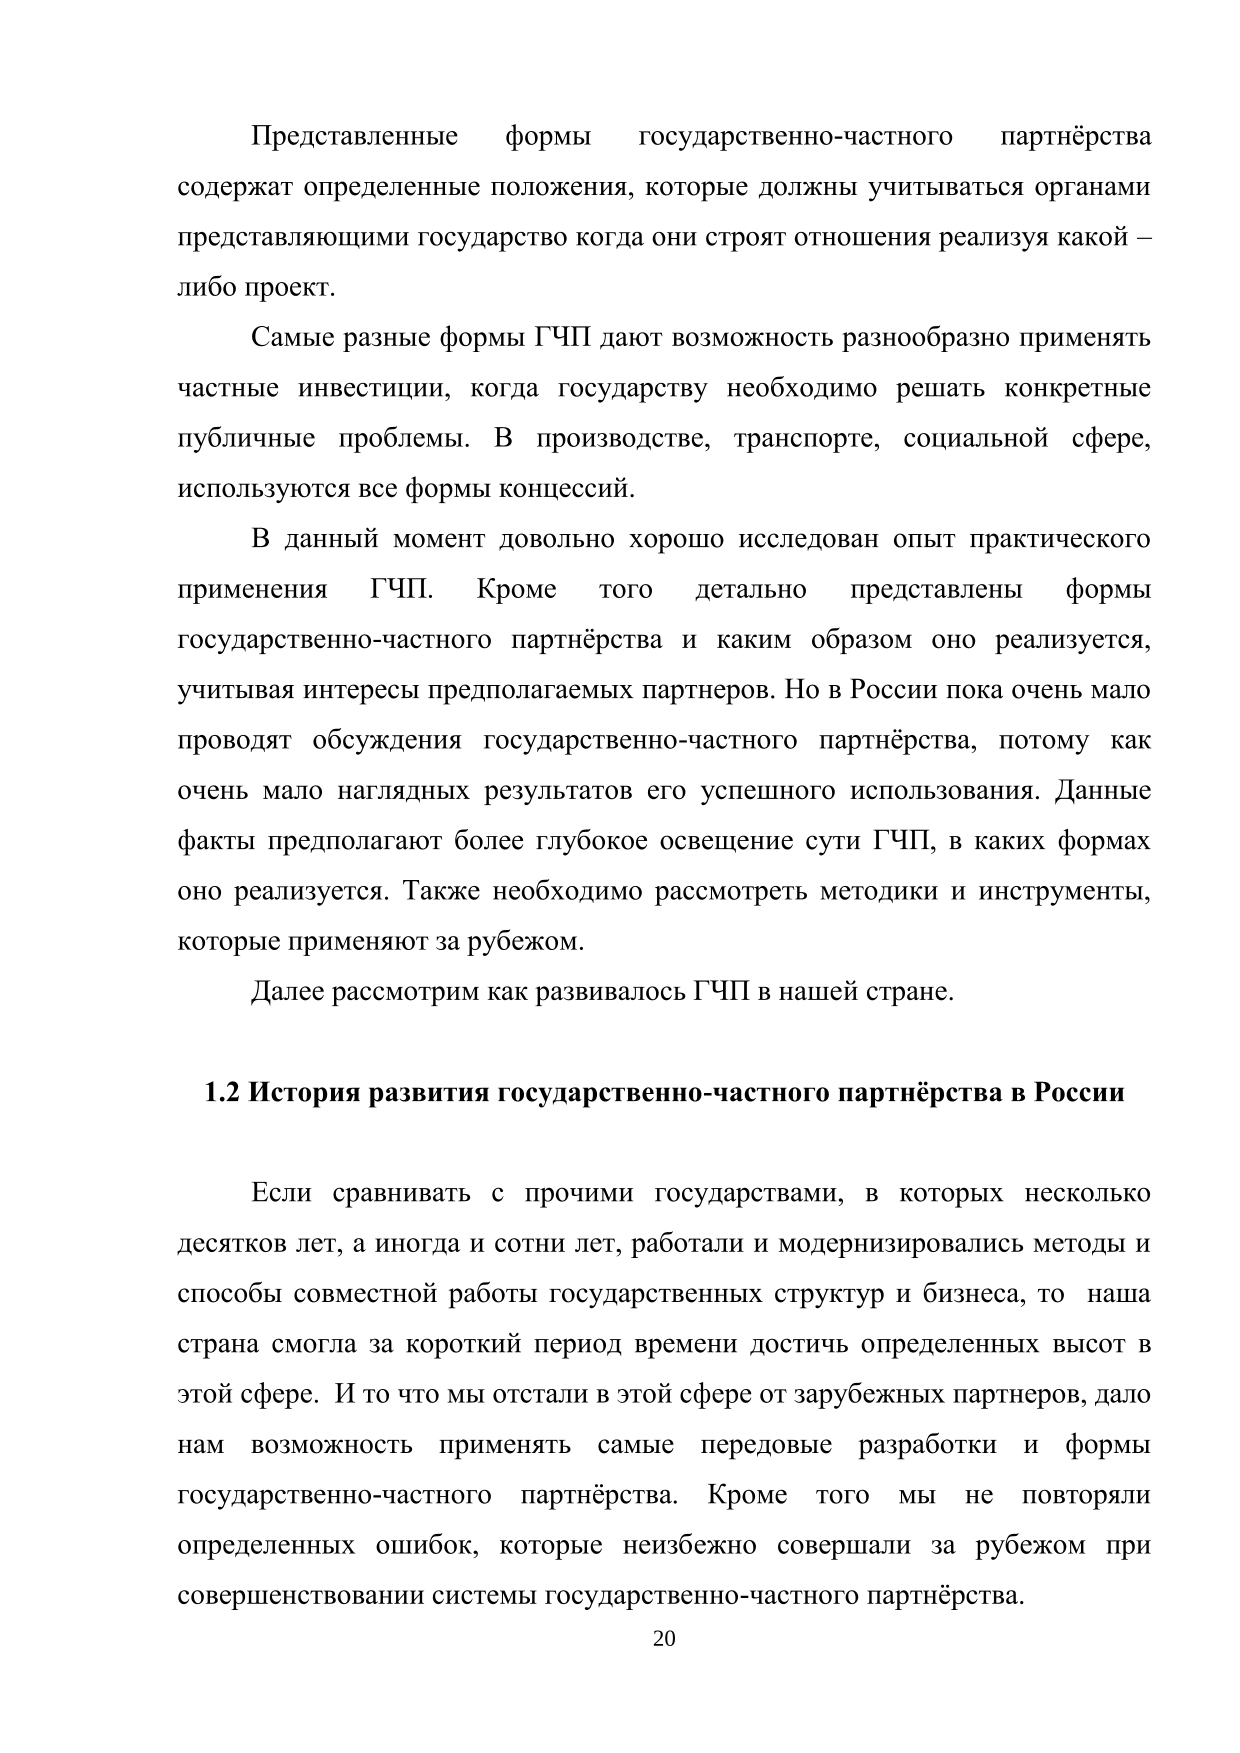 Представленные формы государственно-частного партнёрства
содержат определенные положения, которые должны учитываться органами
представляющими государство когда они строят отношения реализуя какой –
либо проект.
Самые разные формы ГЧП дают возможность разнообразно применять
частные инвестиции, когда государству необходимо решать конкретные
публичные проблемы. В производстве, транспорте, социальной сфере,
используются все формы концессий.
В данный момент довольно хорошо исследован опыт практического
применения ГЧП. Кроме того детально представлены формы
государственно-частного партнёрства и каким образом оно реализуется,
учитывая интересы предполагаемых партнеров. Но в России пока очень мало
проводят обсуждения государственно-частного партнёрства, потому как
очень мало наглядных результатов его успешного использования. Данные
факты предполагают более глубокое освещение сути ГЧП, в каких формах
оно реализуется. Также необходимо рассмотреть методики и инструменты,
которые применяют за рубежом.
Далее рассмотрим как развивалось ГЧП в нашей стране.
1.2 История развития государственно-частного партнёрства в России
Если сравнивать с прочими государствами, в которых несколько
десятков лет, а иногда и сотни лет, работали и модернизировались методы и
способы совместной работы государственных структур и бизнеса, то  наша
страна смогла за короткий период времени достичь определенных высот в
этой сфере.  И то что мы отстали в этой сфере от зарубежных партнеров, дало
нам возможность применять самые передовые разработки и формы
государственно-частного партнёрства. Кроме того мы не повторяли
определенных ошибок, которые неизбежно совершали за рубежом при
совершенствовании системы государственно-частного партнёрства.
20